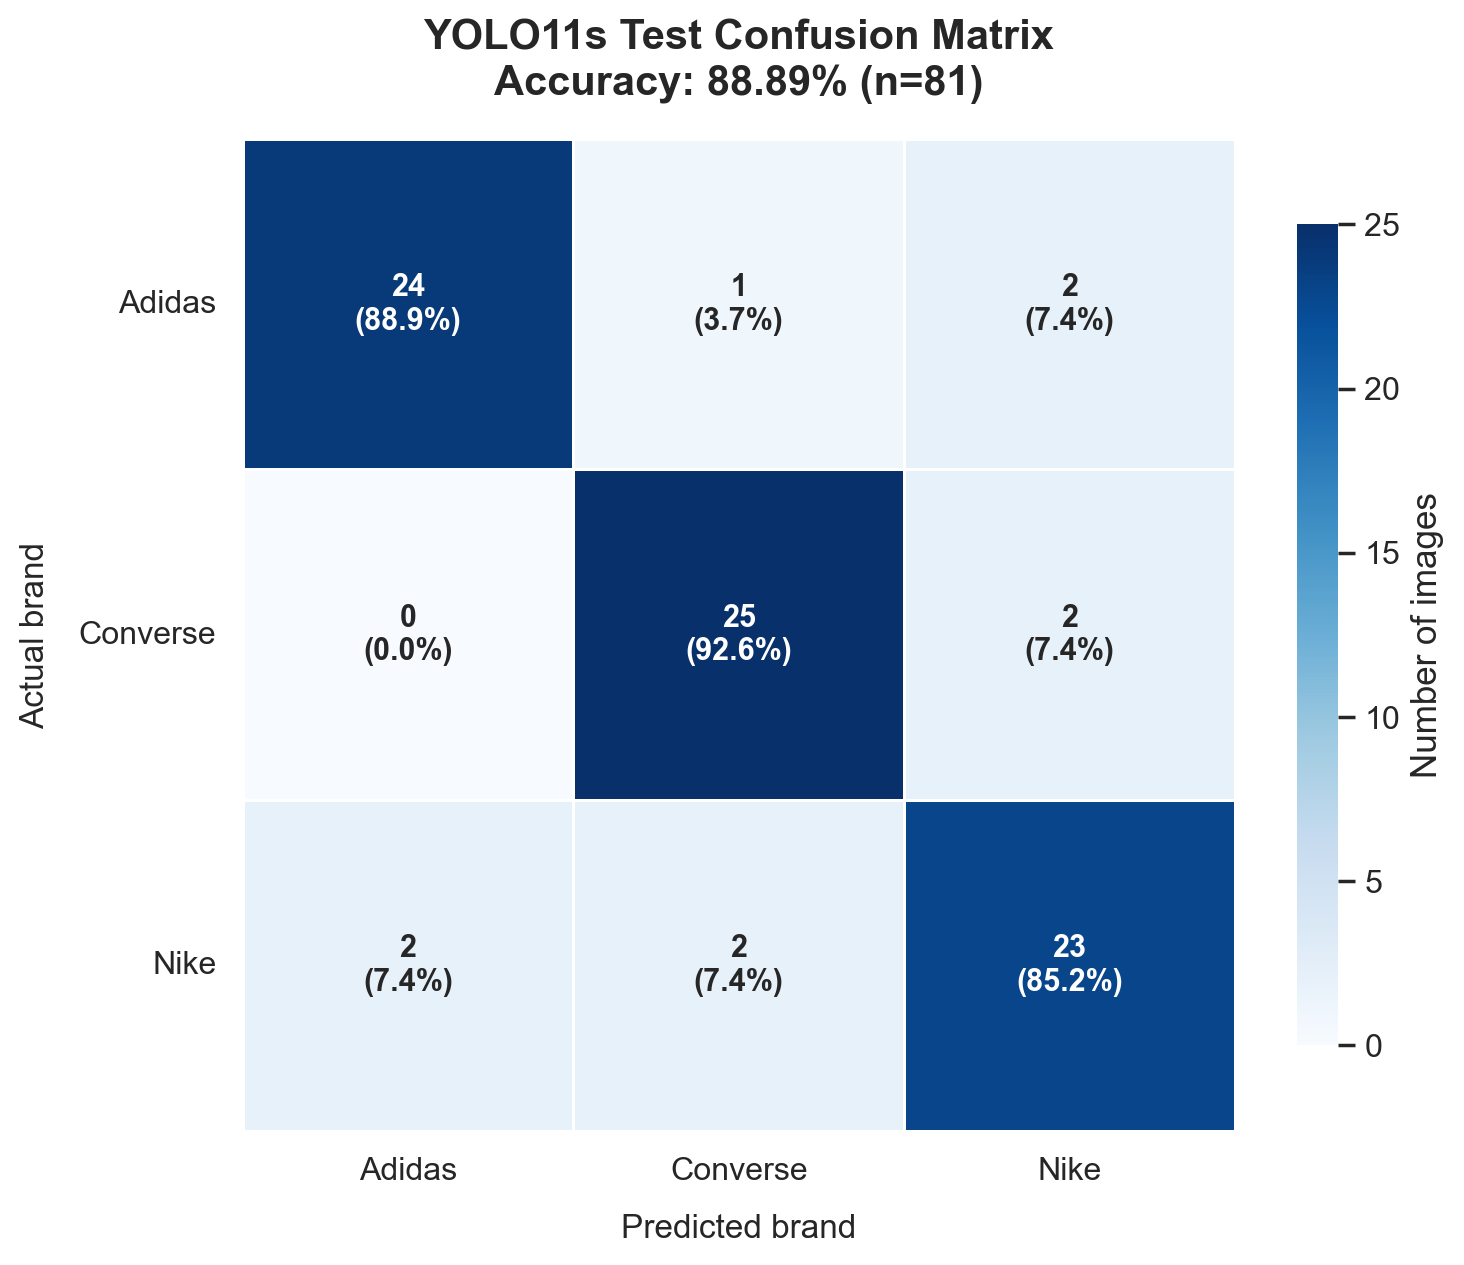 YOLO11s Test Confusion Matrix
Accuracy: 88.89% (n=81)
Adidas
24
(88.9%)
1
(3.7%)
2
(7.4%)
Converse
0
(0.0%)
25
(92.6%)
2
(7.4%)
Nike
2
(7.4%)
2
(7.4%)
23
(85.2%)
Adidas
Converse
Nike
Predicted brand
Actual brand
25
20
15
10
5
0
Number of images